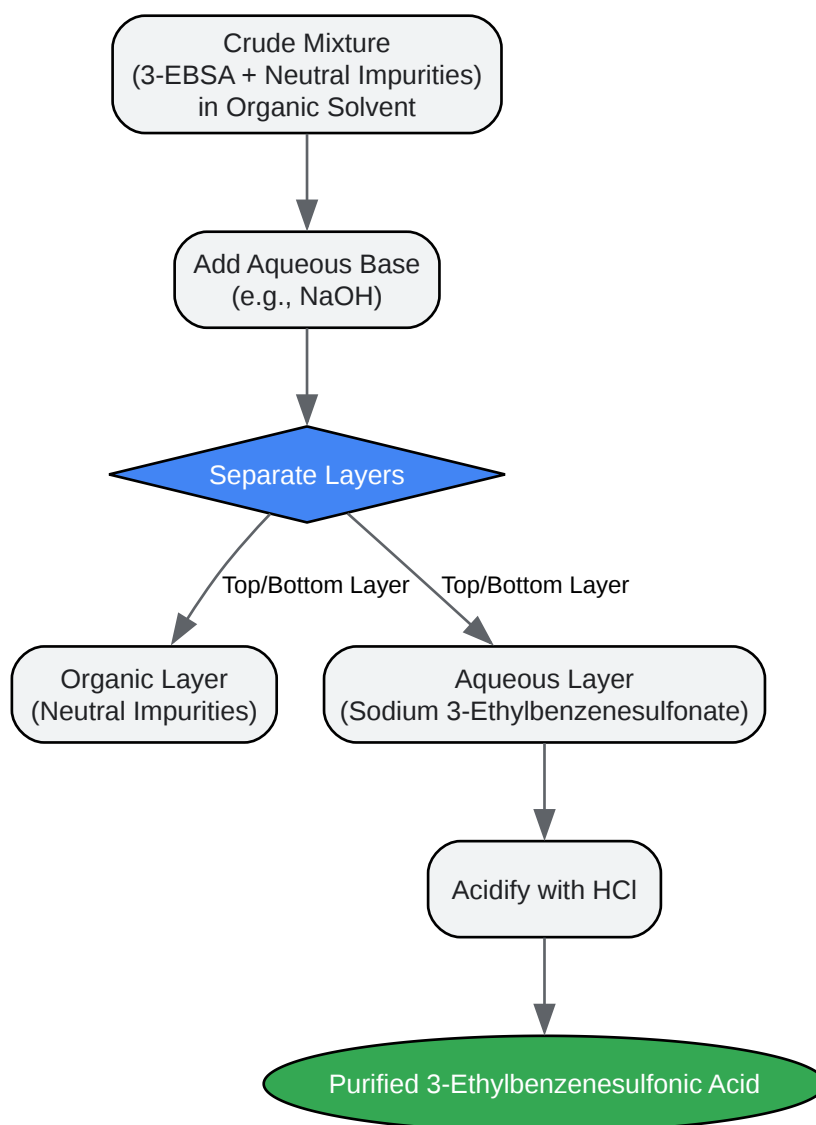 Crude Mixture
(3-EBSA + Neutral Impurities)
in Organic Solvent
Add Aqueous Base
(e.g., NaOH)
Separate Layers
Top/Bottom Layer
Top/Bottom Layer
Organic Layer
(Neutral Impurities)
Aqueous Layer
(Sodium 3-Ethylbenzenesulfonate)
Acidify with HCl
Purified 3-Ethylbenzenesulfonic Acid